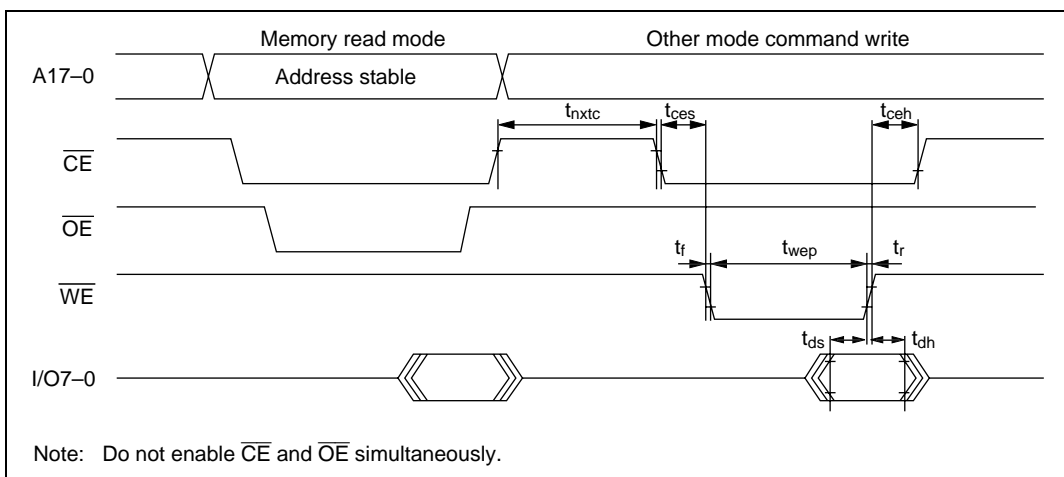 Memory read mode Other mode command write
A17–0 Address stable
tnxtc tces tceh
CE
OE
tf twep tr
WE
tds tdh
I/O7–0
Note: Do not enable CE and OE simultaneously.